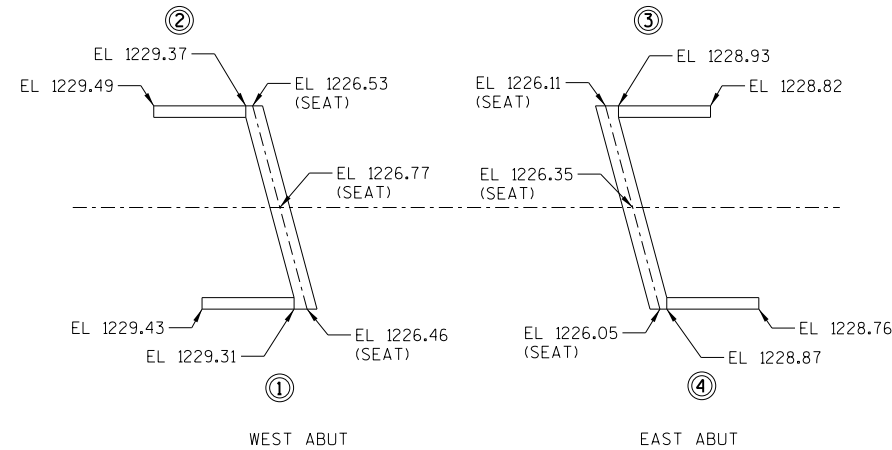 2
3
EL 1229.37
EL 1228.93
EL 1229.49
EL 1226.53
(SEAT)
EL 1226.11
(SEAT)
EL 1228.82
EL 1226.77
(SEAT)
EL 1226.35
(SEAT)
EL 1229.43
EL 1229.31
EL 1226.46
(SEAT)
EL 1226.05
(SEAT)
EL 1228.76
EL 1228.87
1
4
WEST ABUT
EAST ABUT